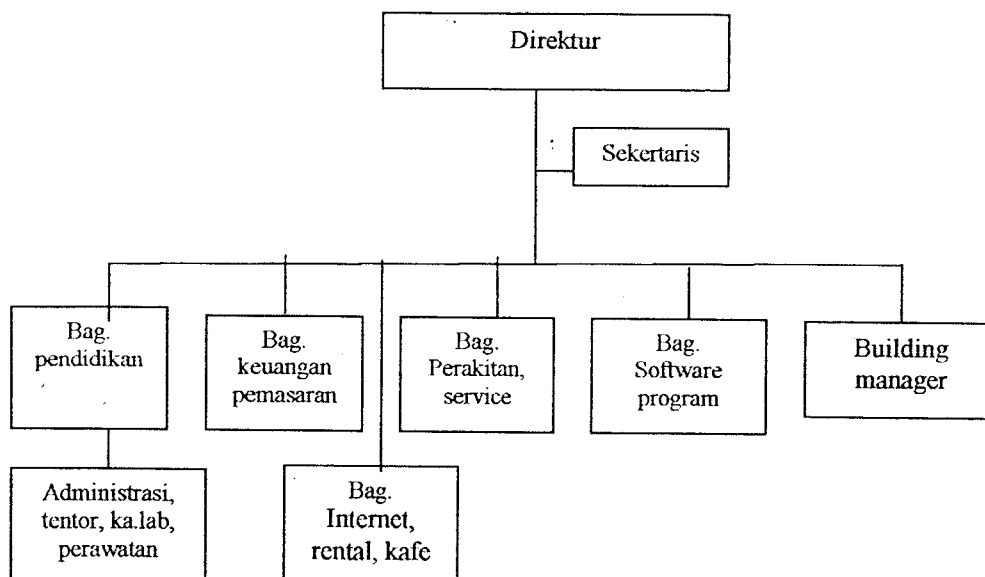 Direktur
Sekertaris
Bag.
pendidikan
Bag.
keuangan
pemasaran
Bag.
Perakitan,
service
Bag.
Software
program
Building
manager
Administrasi,
tentor, ka.lab,
perawatan
Bag.
Internet,
rental, kafe